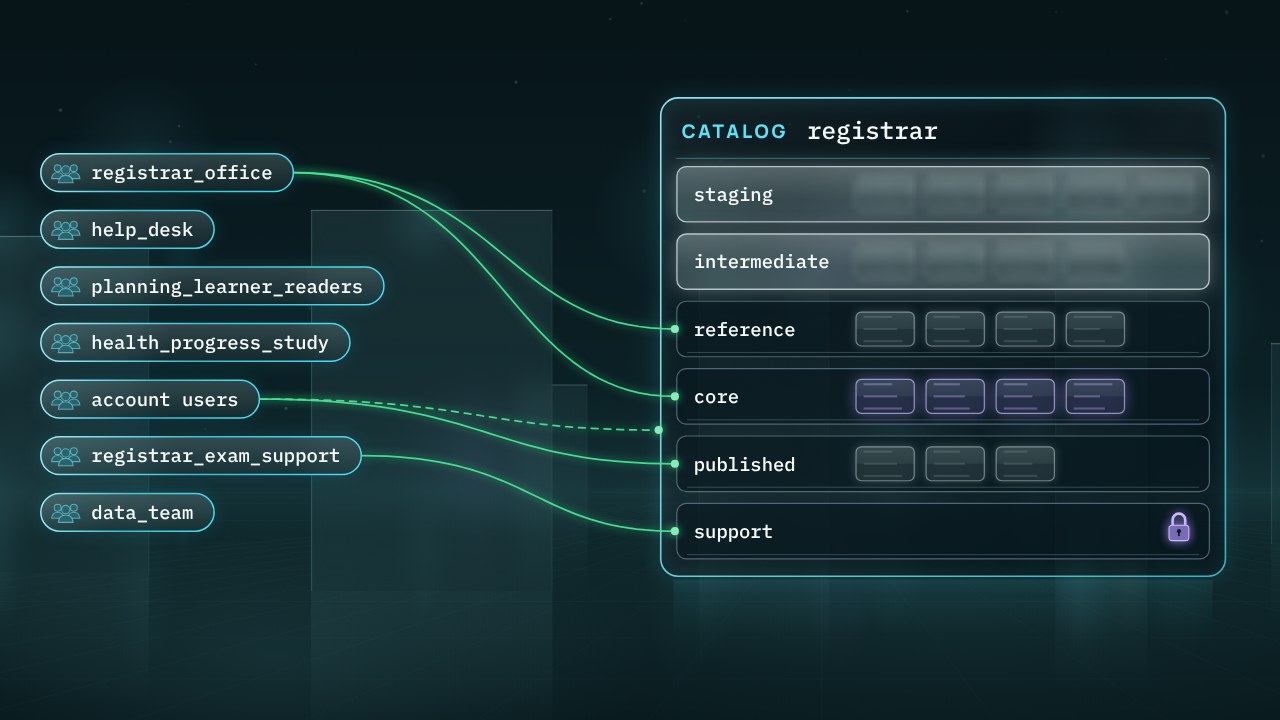 registrar_office
help_desk
planning_learner_readers
health_progress_study
account users
registrar_exam_support
data_team
CATALOG registrar
staging
intermediate
reference
core
published
support